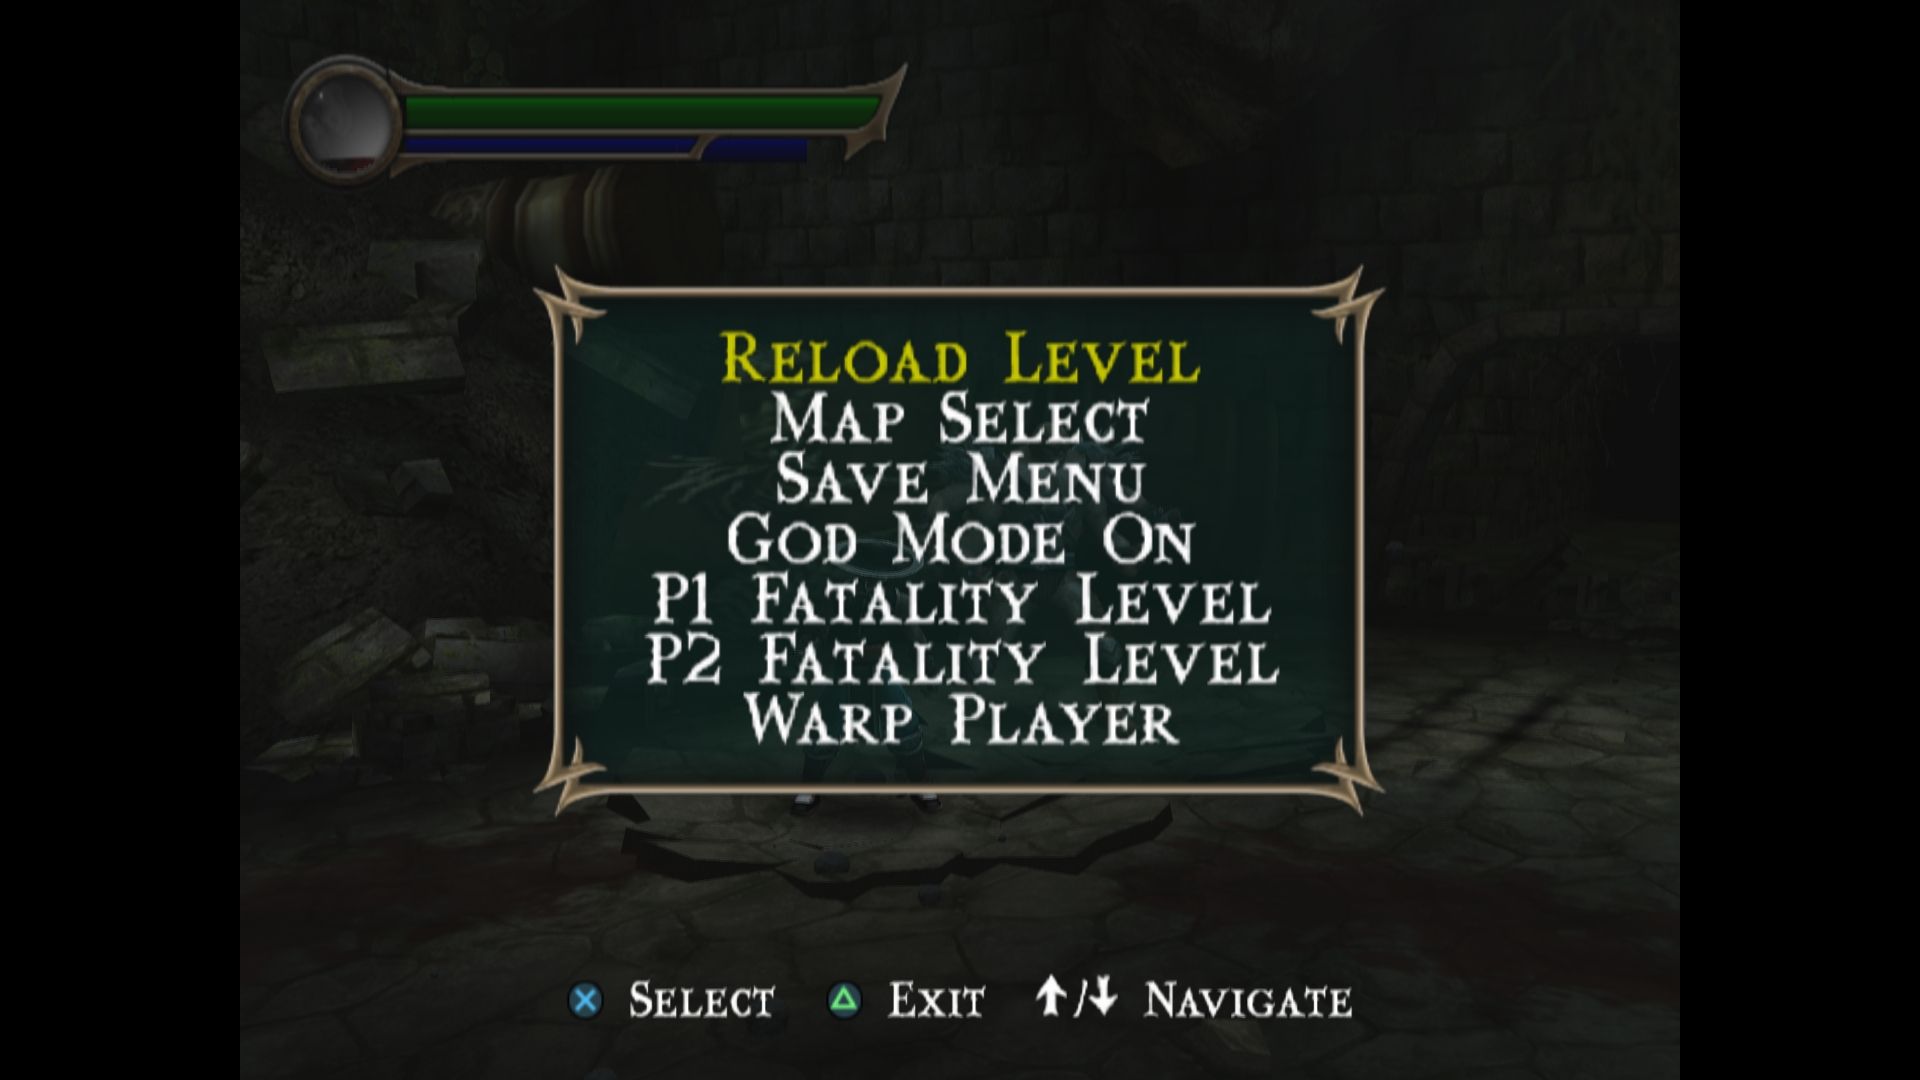 Reload Level
Map Select
Save Menu
God Mode On
P1 Fatality Level
P2 Fatality Level
Warp Player
Select Exit ↑/↓ Navigate